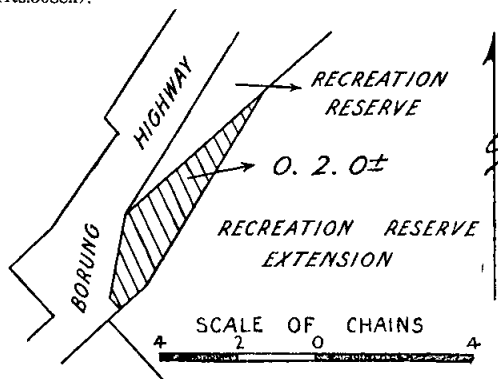 HIGHWAY
BORUNG
RECREATION
RESERVE
0. 2. 0±
RECREATION RESERVE
EXTENSION
SCALE OF CHAINS
4 2 0 4